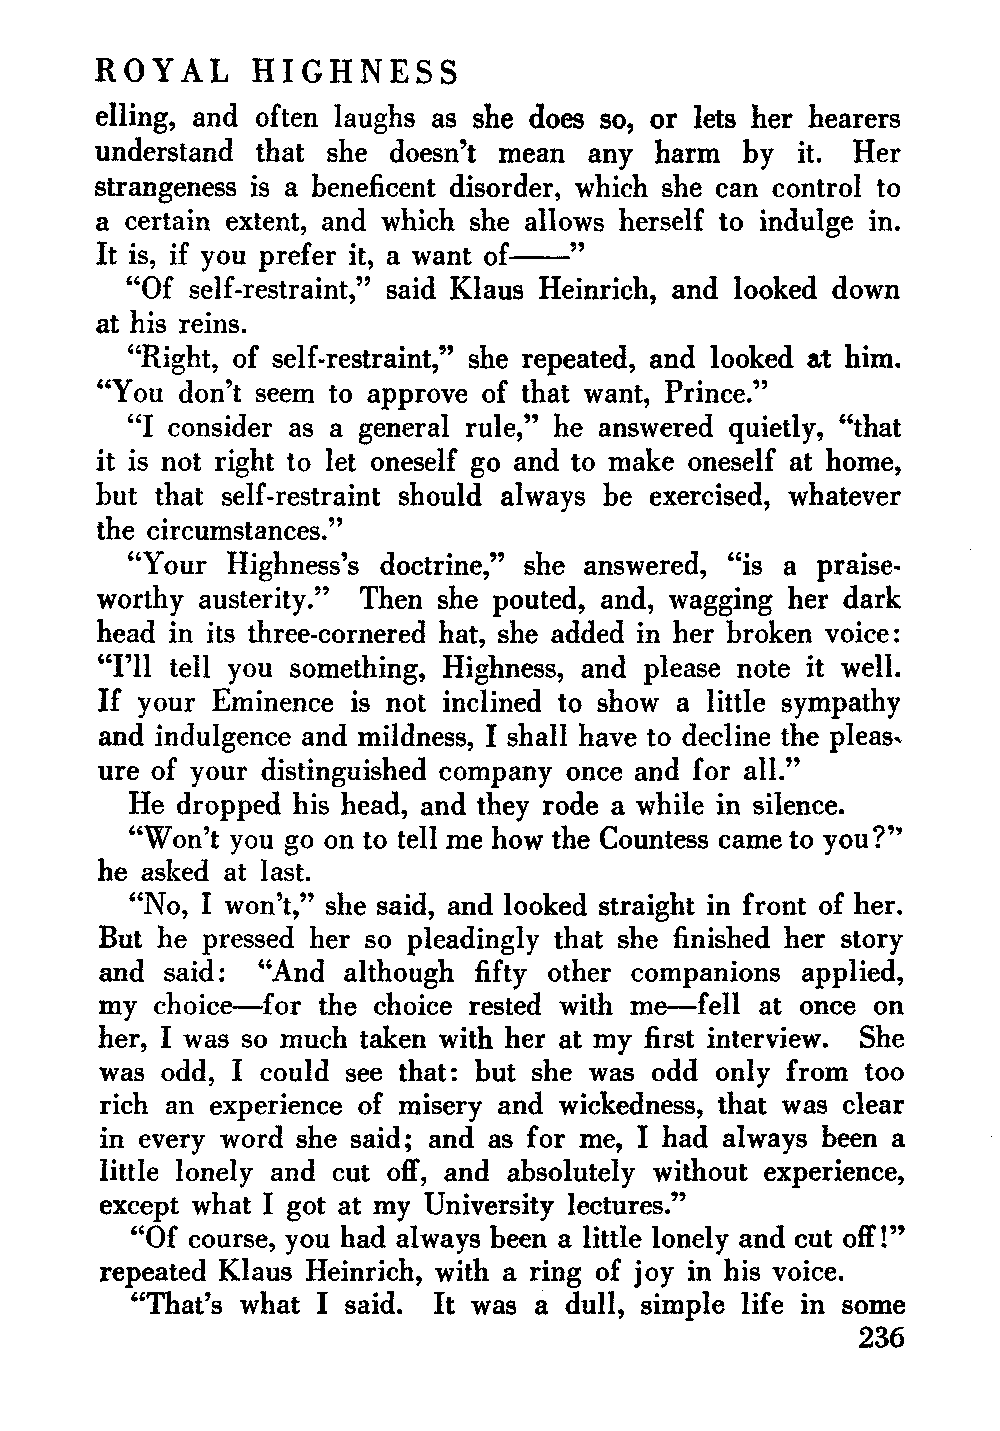 ROYAL HIGHNESS
elling, and often laughs as she does so, or lets her hearers
understand that she doesn't mean any harm by it. Her
strangeness is a beneficent disorder, which she can control to
a certain extent, and which she allows herself to indulge in.
It is, if you prefer it, a want of——”
“Of self-restraint,” said Klaus Heinrich, and looked down
at his reins.
“Right, of self-restraint,” she repeated, and looked at him.
“You don't seem to approve of that want, Prince.”
“I consider as a general rule,” he answered quietly, “that
it is not right to let oneself go and to make oneself at home,
but that self-restraint should always be exercised, whatever
the circumstances.”
“Your Highness's doctrine,” she answered, “is a praise-
worthy austerity.” Then she pouted, and, wagging her dark
head in its three-cornered hat, she added in her broken voice:
“I'll tell you something, Highness, and please note it well.
If your Eminence is not inclined to show a little sympathy
and indulgence and mildness, I shall have to decline the pleas-
ure of your distinguished company once and for all.”
He dropped his head, and they rode a while in silence.
“Won't you go on to tell me how the Countess came to you?”
he asked at last.
“No, I won't,” she said, and looked straight in front of her.
But he pressed her so pleadingly that she finished her story
and said: “And although fifty other companions applied,
my choice—for the choice rested with me—fell at once on
her, I was so much taken with her at my first interview. She
was odd, I could see that: but she was odd only from too
rich an experience of misery and wickedness, that was clear
in every word she said; and as for me, I had always been a
little lonely and cut off, and absolutely without experience,
except what I got at my University lectures.”
“Of course, you had always been a little lonely and cut off!”
repeated Klaus Heinrich, with a ring of joy in his voice.
“That's what I said. It was a dull, simple life in some
236